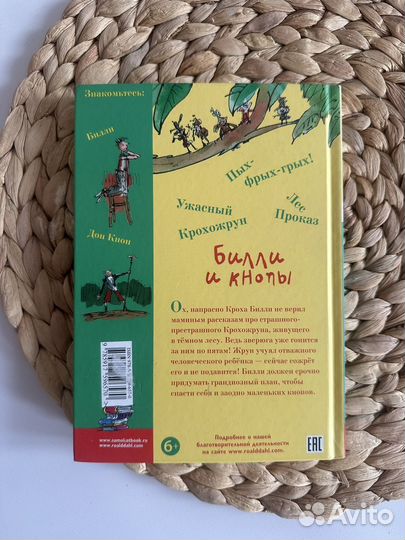 Знакомьтесь:
Билли
Дон Кноп
Пых-
фрых-грых!
Ужасный
Крохожрун
Лес
Проказ
БИЛЛИ
И КНОПЫ
Ох, напрасно Кроха Билли не верил
маминым рассказам про страшного-
престранного Крохожруна, живущего
в тёмном лесу. Ведь зверюга уже гонится
за ним по пятам! Жрун учуял отважного
человеческого ребёнка — сейчас сожрёт
его и не подавится! Билли должен срочно
придумать грандиозный план, чтобы
спасти себя и заодно маленьких кнопов.
www.samokatbook.ru
www.roalddahl.com
6+
Подробнее о нашей
благотворительной деятельности
на сайте www.roalddahl.com.
EAC
Avito